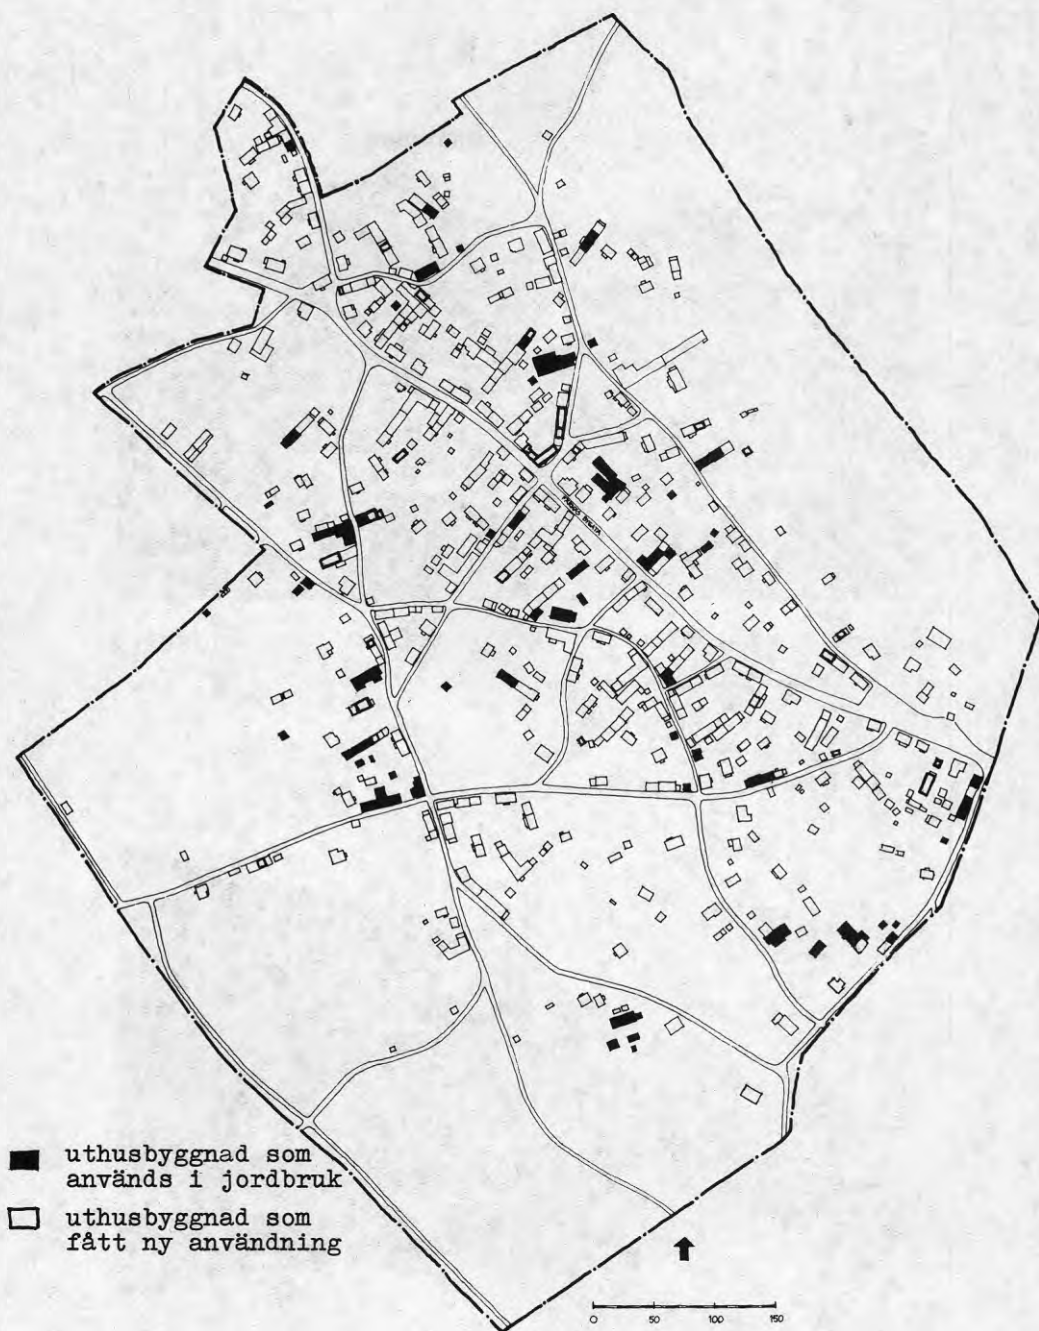 uthusbyggnad som
används i jordbruk
uthusbyggnad som
fått ny användning
0 50 100 150